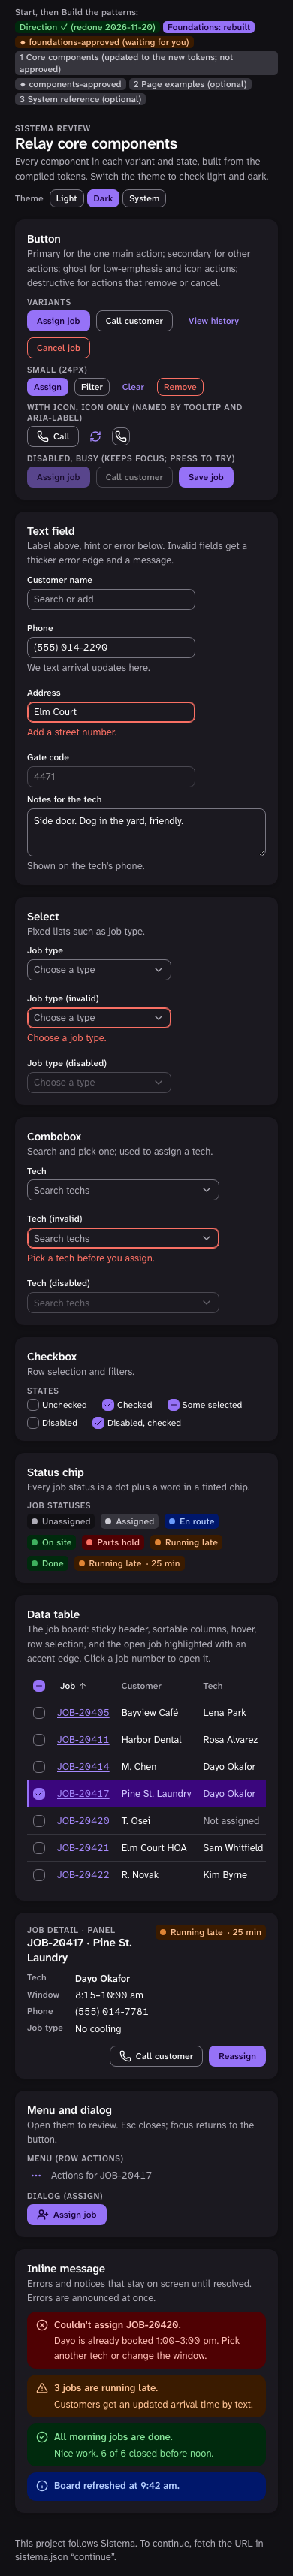 Start, then Build the patterns:
Direction ✓ (redone 2026-11-20) Foundations: rebuilt
◆ foundations-approved (waiting for you)
1 Core components (updated to the new tokens; not
approved)
◆ components-approved 2 Page examples (optional)
3 System reference (optional)
SISTEMA REVIEW
Relay core components
Every component in each variant and state, built from the
compiled tokens. Switch the theme to check light and dark.
Theme Light Dark System
Button
Primary for the one main action; secondary for other
actions; ghost for low-emphasis and icon actions;
destructive for actions that remove or cancel.
VARIANTS
Assign job Call customer View history
Cancel job
SMALL (24PX)
Assign Filter Clear Remove
WITH ICON, ICON ONLY (NAMED BY TOOLTIP AND
ARIA-LABEL)
Call
DISABLED, BUSY (KEEPS FOCUS; PRESS TO TRY)
Assign job Call customer Save job
Text field
Label above, hint or error below. Invalid fields get a
thicker error edge and a message.
Customer name
Search or add
Phone
(555) 014-2290
We text arrival updates here.
Address
Elm Court
Add a street number.
Gate code
4471
Notes for the tech
Side door. Dog in the yard, friendly.
Shown on the tech's phone.
Select
Fixed lists such as job type.
Job type
Choose a type
Job type (invalid)
Choose a type
Choose a job type.
Job type (disabled)
Choose a type
Combobox
Search and pick one; used to assign a tech.
Tech
Search techs
Tech (invalid)
Search techs
Pick a tech before you assign.
Tech (disabled)
Search techs
Checkbox
Row selection and filters.
STATES
Unchecked Checked Some selected
Disabled Disabled, checked
Status chip
Every job status is a dot plus a word in a tinted chip.
JOB STATUSES
Unassigned Assigned En route
On site Parts hold Running late
Done Running late · 25 min
Data table
The job board: sticky header, sortable columns, hover,
row selection, and the open job highlighted with an
accent edge. Click a job number to open it.
Job ↑ Customer Tech
JOB-20405 Bayview Café Lena Park
JOB-20411 Harbor Dental Rosa Alvarez
JOB-20414 M. Chen Dayo Okafor
JOB-20417 Pine St. Laundry Dayo Okafor
JOB-20420 T. Osei Not assigned
JOB-20421 Elm Court HOA Sam Whitfield
JOB-20422 R. Novak Kim Byrne
JOB DETAIL · PANEL
Running late · 25 min
JOB-20417 · Pine St.
Laundry
Tech Dayo Okafor
Window 8:15–10:00 am
Phone (555) 014-7781
Job type No cooling
Call customer Reassign
Menu and dialog
Open them to review. Esc closes; focus returns to the
button.
MENU (ROW ACTIONS)
Actions for JOB-20417
DIALOG (ASSIGN)
Assign job
Inline message
Errors and notices that stay on screen until resolved.
Errors are announced at once.
Couldn't assign JOB-20420.
Dayo is already booked 1:00–3:00 pm. Pick
another tech or change the window.
3 jobs are running late.
Customers get an updated arrival time by text.
All morning jobs are done.
Nice work. 6 of 6 closed before noon.
Board refreshed at 9:42 am.
This project follows Sistema. To continue, fetch the URL in
sistema.json “continue”.